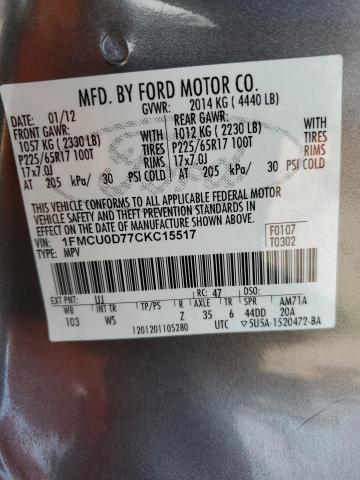 MFD. BY FORD MOTOR CO.
DATE: 01/12 GVWR: 2014 KG ( 4440 LB)
FRONT GAWR: REAR GAWR:
1057 KG ( 2330 LB) WITH 1012 KG ( 2230 LB) WITH
P225/65R17 100T TIRES P225/65R17 100T TIRES
17x7.0J RIMS 17x7.0J RIMS
AT 205 kPa/ 30 PSI COLD AT 205 kPa/ 30 PSI COLD
THIS VEHICLE CONFORMS TO ALL APPLICABLE FEDERAL MOTOR
VEHICLE SAFETY AND BUMPER STANDARDS IN EFFECT ON THE DATE OF MANUFACTURE
SHOWN ABOVE.
VIN: 1FMCU0D77CKC15517 F0107
TYPE: MPV T0302
EXT PNT: UJ RC: 47 DSO:
WB INT TR TP/PS R AXLE TR SPR AM71A
103 WS Z 35 6 44DD 20A
1201201105280 UTC ▽5U5A-1520472-BA